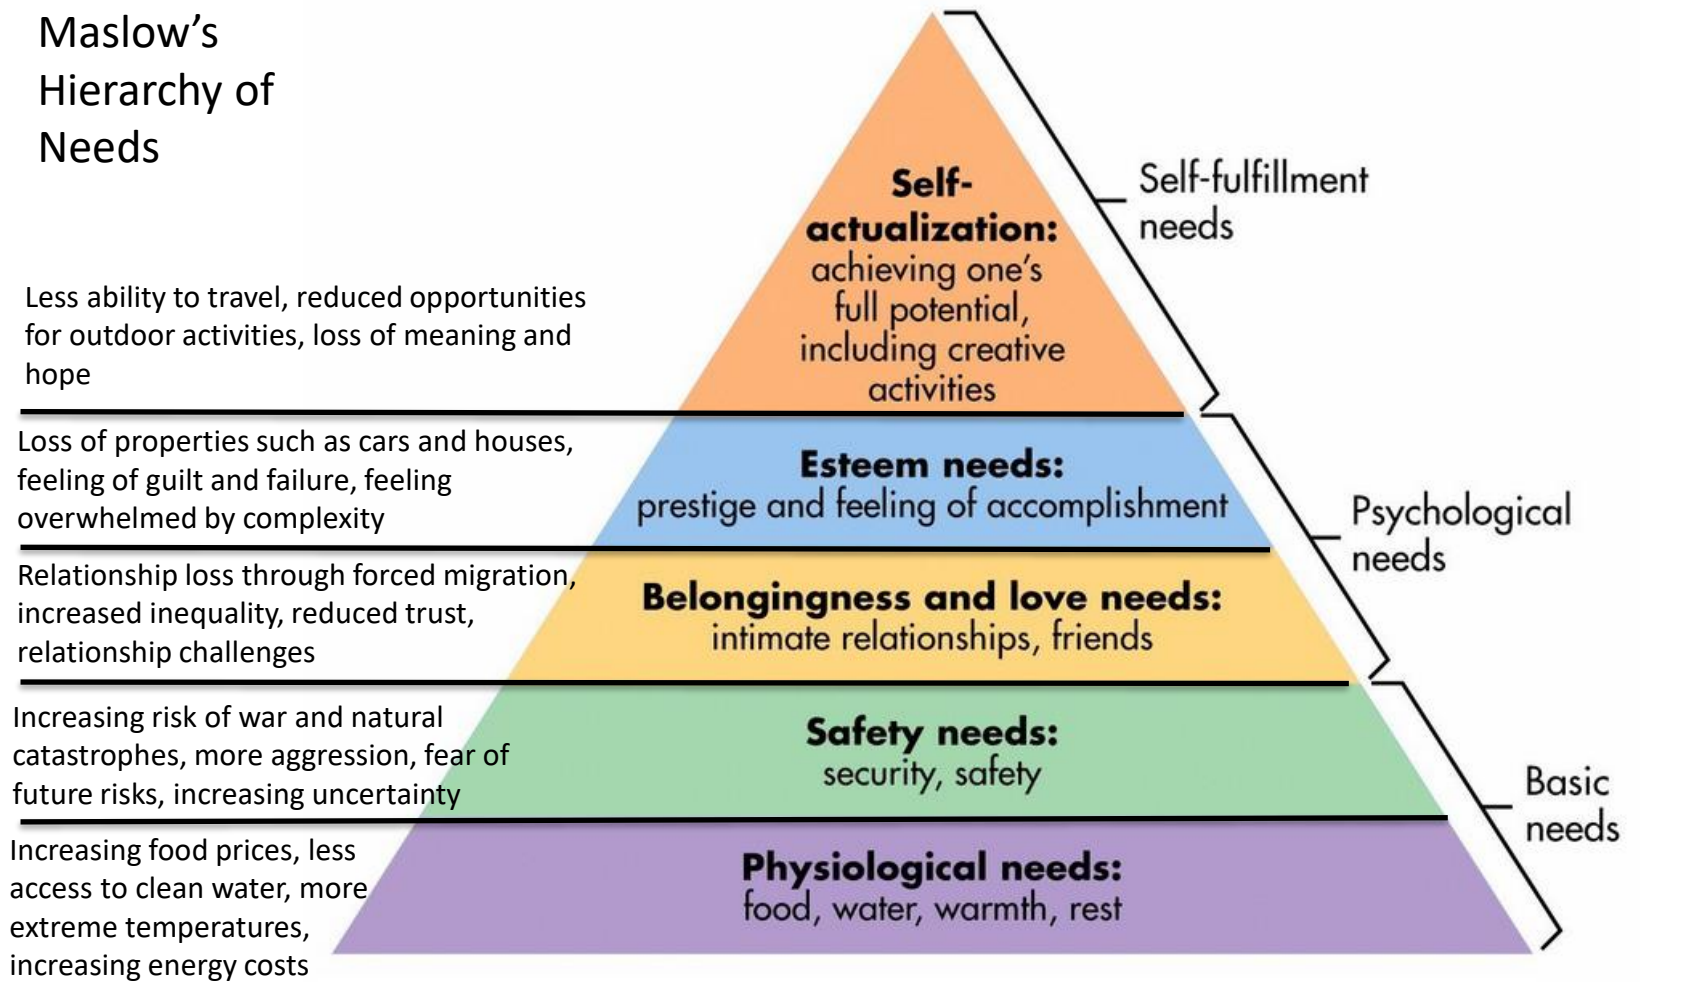 Maslow's
Hierarchy of
Needs
Self-
actualization:
achieving one's
full potential,
including creative
activities
Self-fulfillment
needs
Less ability to travel, reduced opportunities
for outdoor activities, loss of meaning and
hope
Loss of properties such as cars and houses,
feeling of guilt and failure, feeling
overwhelmed by complexity
Esteem needs:
prestige and feeling of accomplishment
Psychological
needs
Relationship loss through forced migration,
increased inequality, reduced trust,
relationship challenges
Belongingness and love needs:
intimate relationships, friends
Increasing risk of war and natural
catastrophes, more aggression, fear of
future risks, increasing uncertainty
Safety needs:
security, safety
Basic
needs
Increasing food prices, less
access to clean water, more
extreme temperatures,
increasing energy costs
Physiological needs:
food, water, warmth, rest